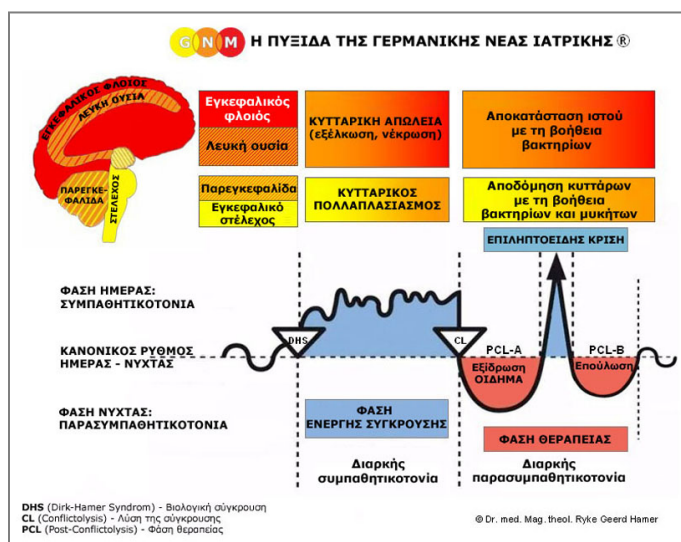 GNM Η ΠΥΞΙΔΑ ΤΗΣ ΓΕΡΜΑΝΙΚΗΣ ΝΕΑΣ ΙΑΤΡΙΚΗΣ ®
ΕΓΚΕΦΑΛΙΚΟΣ ΦΛΟΙΟΣ
ΛΕΥΚΗ ΟΥΣΙΑ
ΠΑΡΕΓΚΕ-
ΦΑΛΙΔΑ
ΣΤΕΛΕΧΟΣ
Εγκεφαλικός
φλοιός
Λευκή ουσία
Παρεγκεφαλίδα
Εγκεφαλικό
στέλεχος
ΚΥΤΤΑΡΙΚΗ ΑΠΩΛΕΙΑ
(εξέλκωση, νέκρωση)
ΚΥΤΤΑΡΙΚΟΣ
ΠΟΛΛΑΠΛΑΣΙΑΣΜΟΣ
Αποκατάσταση ιστού
με τη βοήθεια
βακτηρίων
Αποδόμηση κυττάρων
με τη βοήθεια
βακτηρίων και μυκήτων
ΕΠΙΛΗΠΤΟΕΙΔΗΣ ΚΡΙΣΗ
ΦΑΣΗ ΗΜΕΡΑΣ:
ΣΥΜΠΑΘΗΤΙΚΟΤΟΝΙΑ
ΚΑΝΟΝΙΚΟΣ ΡΥΘΜΟΣ
ΗΜΕΡΑΣ - ΝΥΧΤΑΣ
DHS
CL
PCL-A
Εξίδρωση
ΟΙΔΗΜΑ
PCL-B
Επούλωση
ΦΑΣΗ ΝΥΧΤΑΣ:
ΠΑΡΑΣΥΜΠΑΘΗΤΙΚΟΤΟΝΙΑ
ΦΑΣΗ
ΕΝΕΡΓΗΣ ΣΥΓΚΡΟΥΣΗΣ
ΦΑΣΗ ΘΕΡΑΠΕΙΑΣ
Διαρκής
συμπαθητικοτονία
Διαρκής
παρασυμπαθητικοτονία
DHS (Dirk-Hamer Syndrom) - Βιολογική σύγκρουση
CL (Conflictolysis) - Λύση της σύγκρουσης
PCL (Post-Conflictolysis) - Φάση θεραπείας
© Dr. med. Mag. theol. Ryke Geerd Hamer